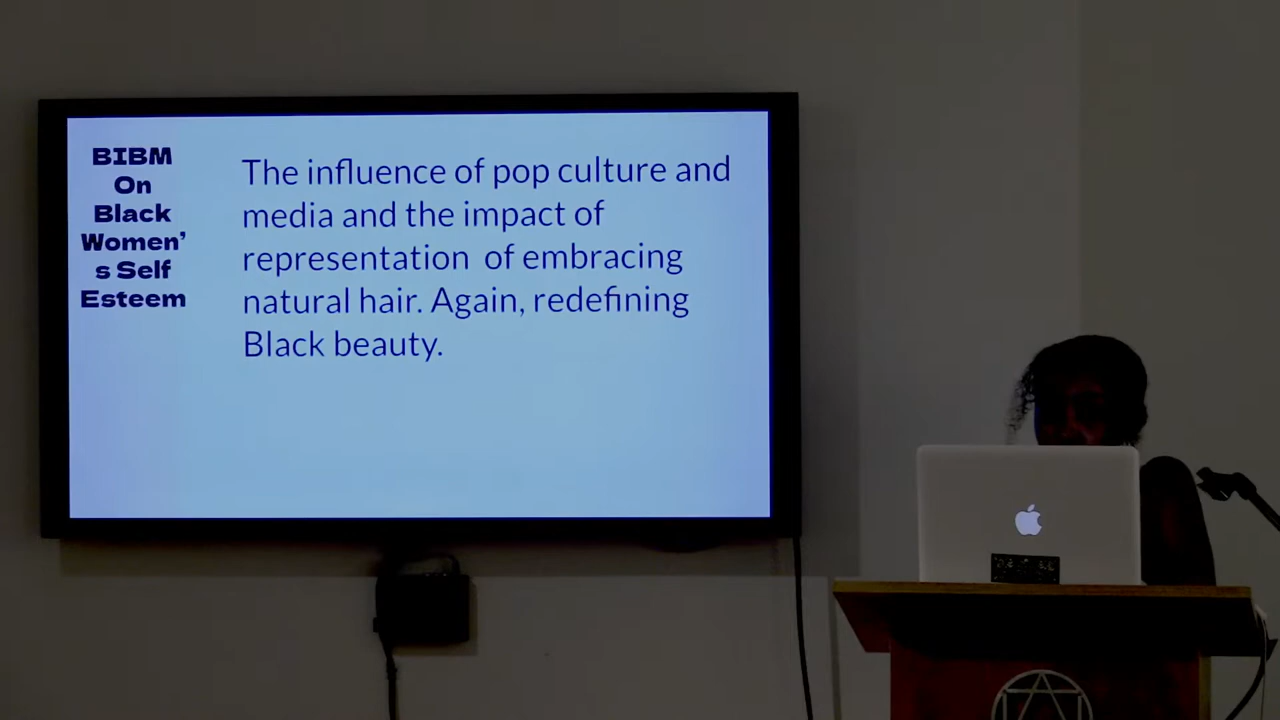 BIBM
On
Black
Women’
s Self
Esteem
The influence of pop culture and
media and the impact of
representation of embracing
natural hair. Again, redefining
Black beauty.